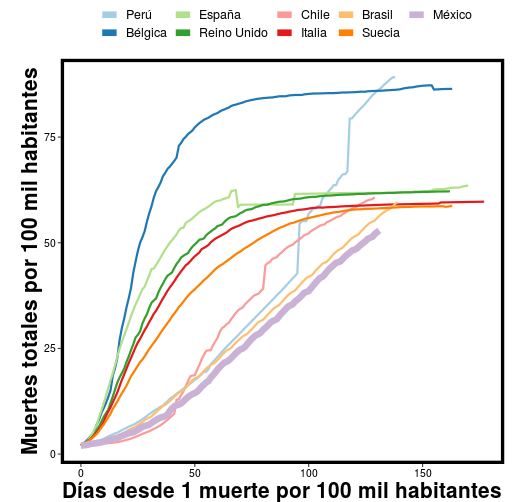 Perú España Chile Brasil México
Bélgica Reino Unido Italia Suecia
Muertes totales por 100 mil habitantes
75
50
25
0
0 50 100 150
Días desde 1 muerte por 100 mil habitantes